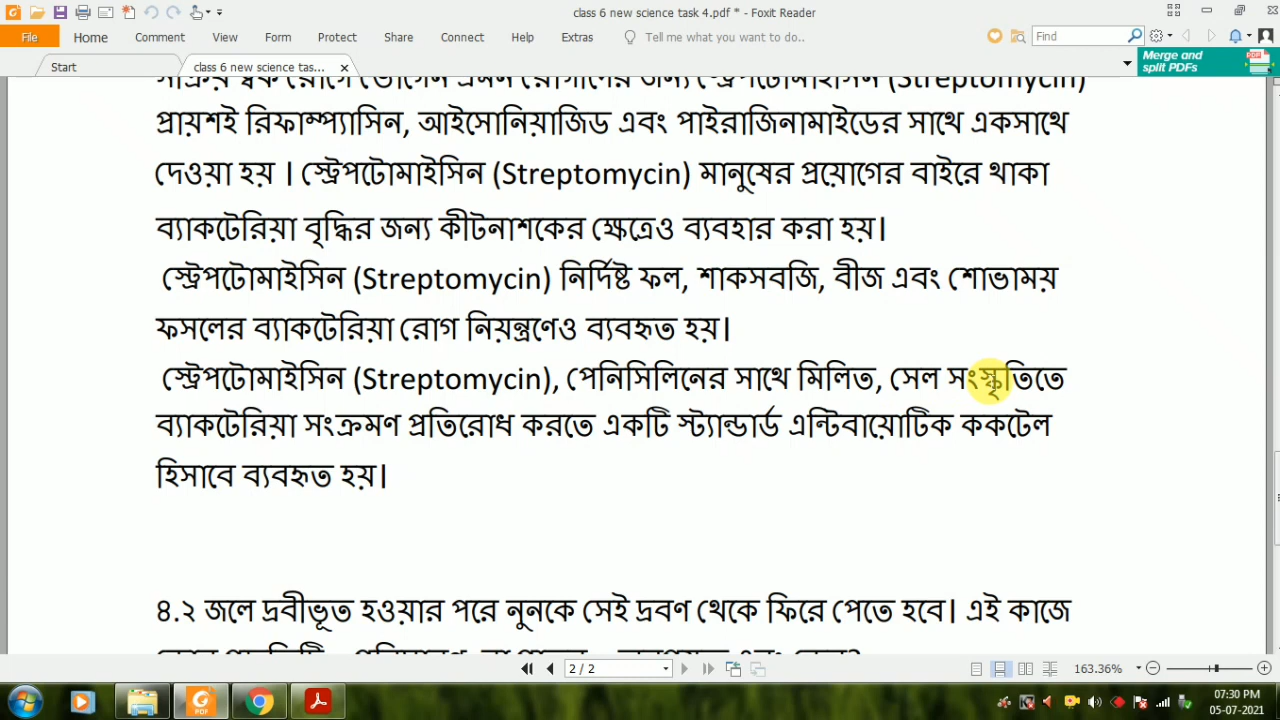 class 6 new science task 4.pdf * - Foxit Reader
File Home Comment View Form Protect Share Connect Help Extras Tell me what you want to do.. Find
Start class 6 new science tas... Merge and
split PDFs
রোগে ভোগেন এমন রোগীদের জন্য স্ট্রেপটোমাইসিন (Streptomycin)
প্রায়শই রিফাম্প্যাসিন, আইসোনিয়াজিড এবং পাইরাজিনামাইডের সাথে একসাথে
দেওয়া হয় । স্ট্রেপটোমাইসিন (Streptomycin) মানুষের প্রয়োগের বাইরে থাকা
ব্যাকটেরিয়া বৃদ্ধির জন্য কীটনাশকের ক্ষেত্রেও ব্যবহার করা হয়।
স্ট্রেপটোমাইসিন (Streptomycin) নির্দিষ্ট ফল, শাকসবজি, বীজ এবং শোভাময়
ফসলের ব্যাকটেরিয়া রোগ নিয়ন্ত্রণেও ব্যবহৃত হয়।
স্ট্রেপটোমাইসিন (Streptomycin), পেনিসিলিনের সাথে মিলিত, সেল সংস্কৃতিতে
ব্যাকটেরিয়া সংক্রমণ প্রতিরোধ করতে একটি স্ট্যান্ডার্ড এন্টিবায়োটিক ককটেল
হিসাবে ব্যবহৃত হয়।
৪.২ জলে দ্রবীভূত হওয়ার পরে নুনকে সেই দ্রবণ থেকে ফিরে পেতে হবে। এই কাজে
2 / 2 163.36%
07:30 PM
05-07-2021